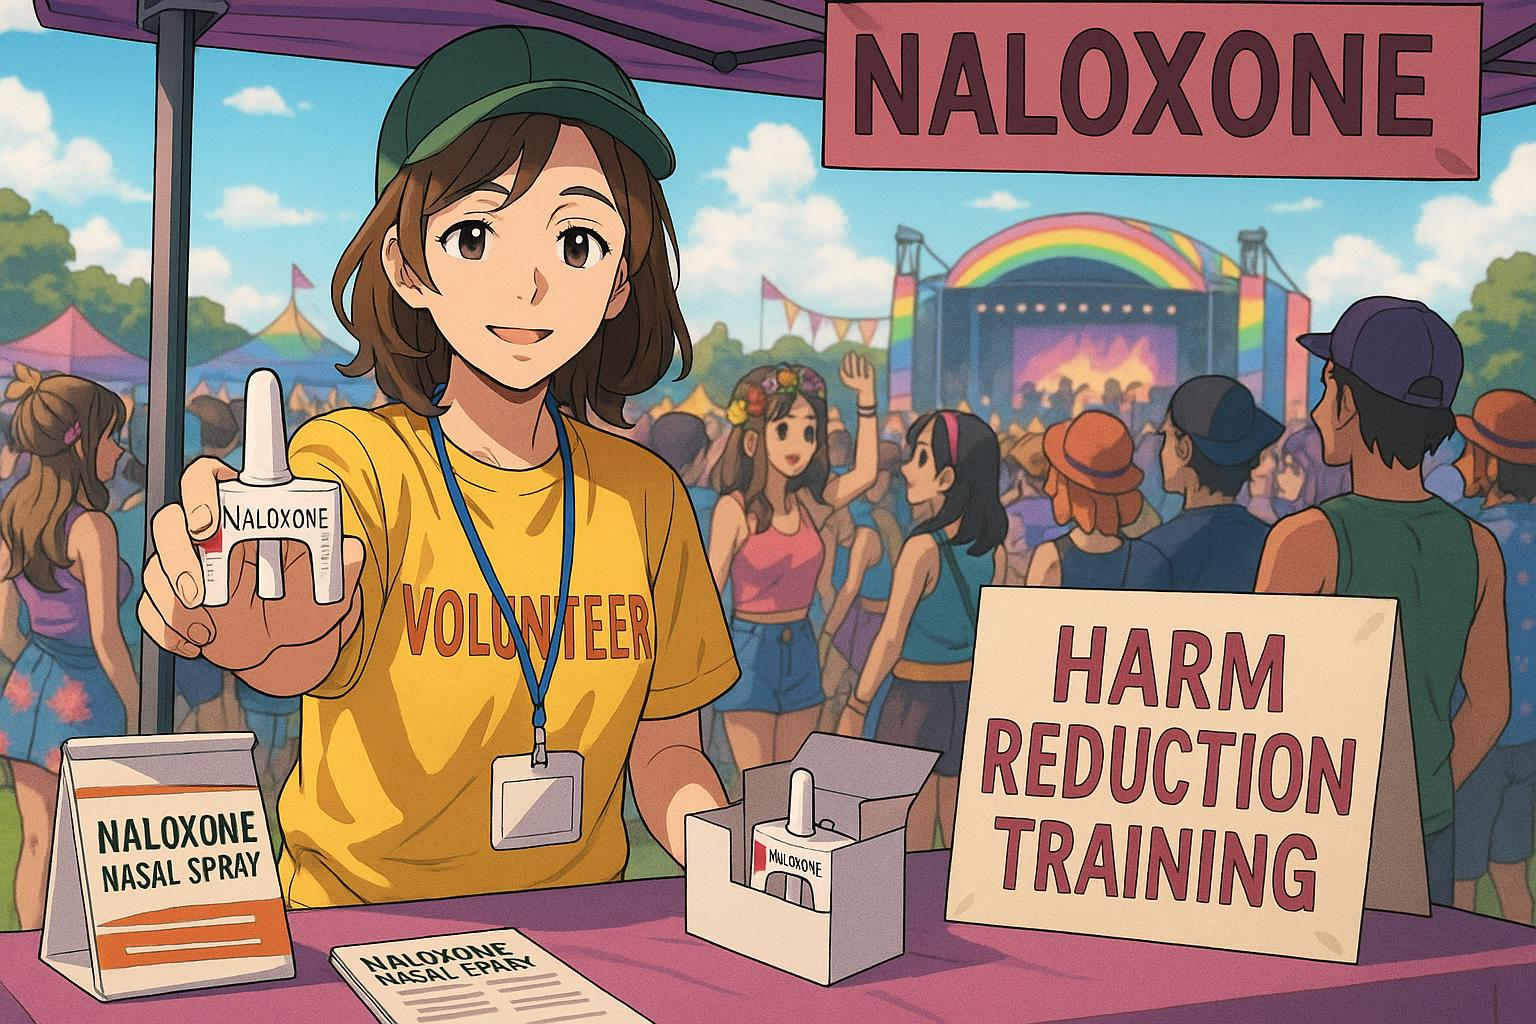 NALOXONE
NALOXONE
VOLUNTEER
HARM
REDUCTION
TRAINING
NALOXONE
NASAL SPRAY
MULOXONE
NALOXONE
NASAL EPARY